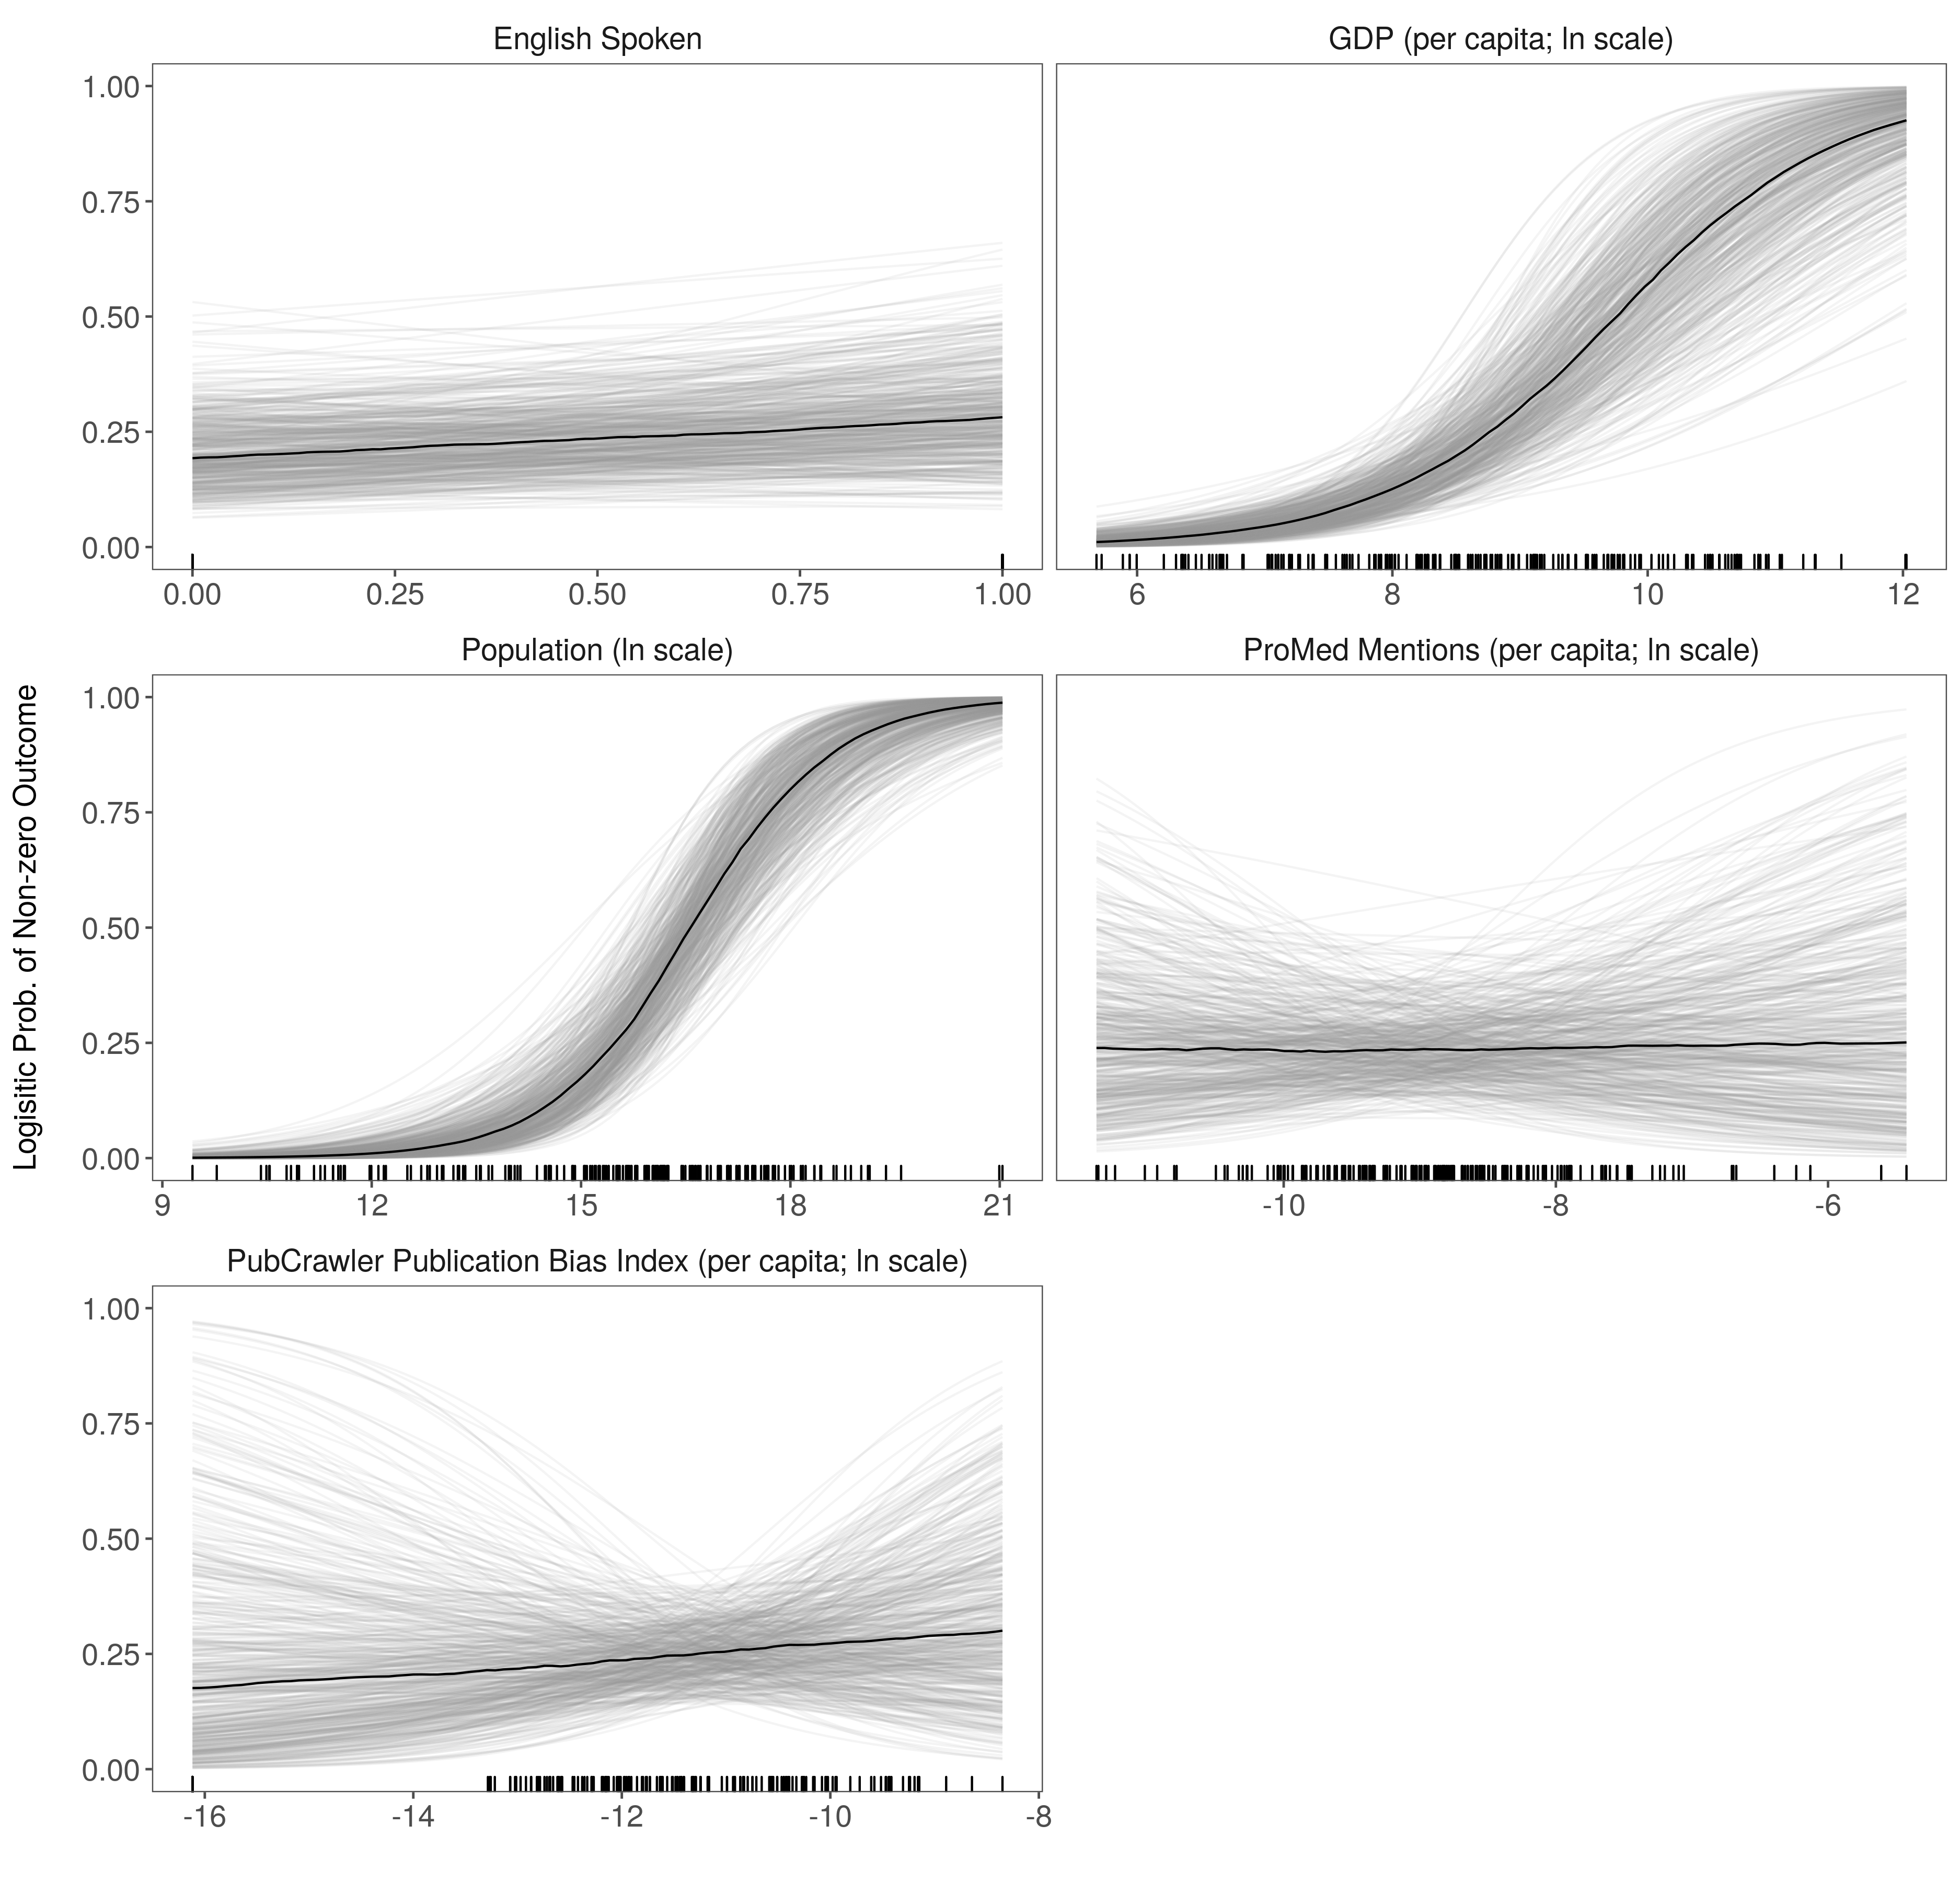 English Spoken
GDP (per capita; ln scale)
1.00
0.75
0.50
0.25
0.00
0.00 0.25 0.50 0.75 1.00
6 8 10 12
Population (ln scale)
ProMed Mentions (per capita; ln scale)
Logisitic Prob. of Non-zero Outcome
1.00
0.75
0.50
0.25
0.00
9 12 15 18 21
-10 -8 -6
PubCrawler Publication Bias Index (per capita; ln scale)
1.00
0.75
0.50
0.25
0.00
-16 -14 -12 -10 -8